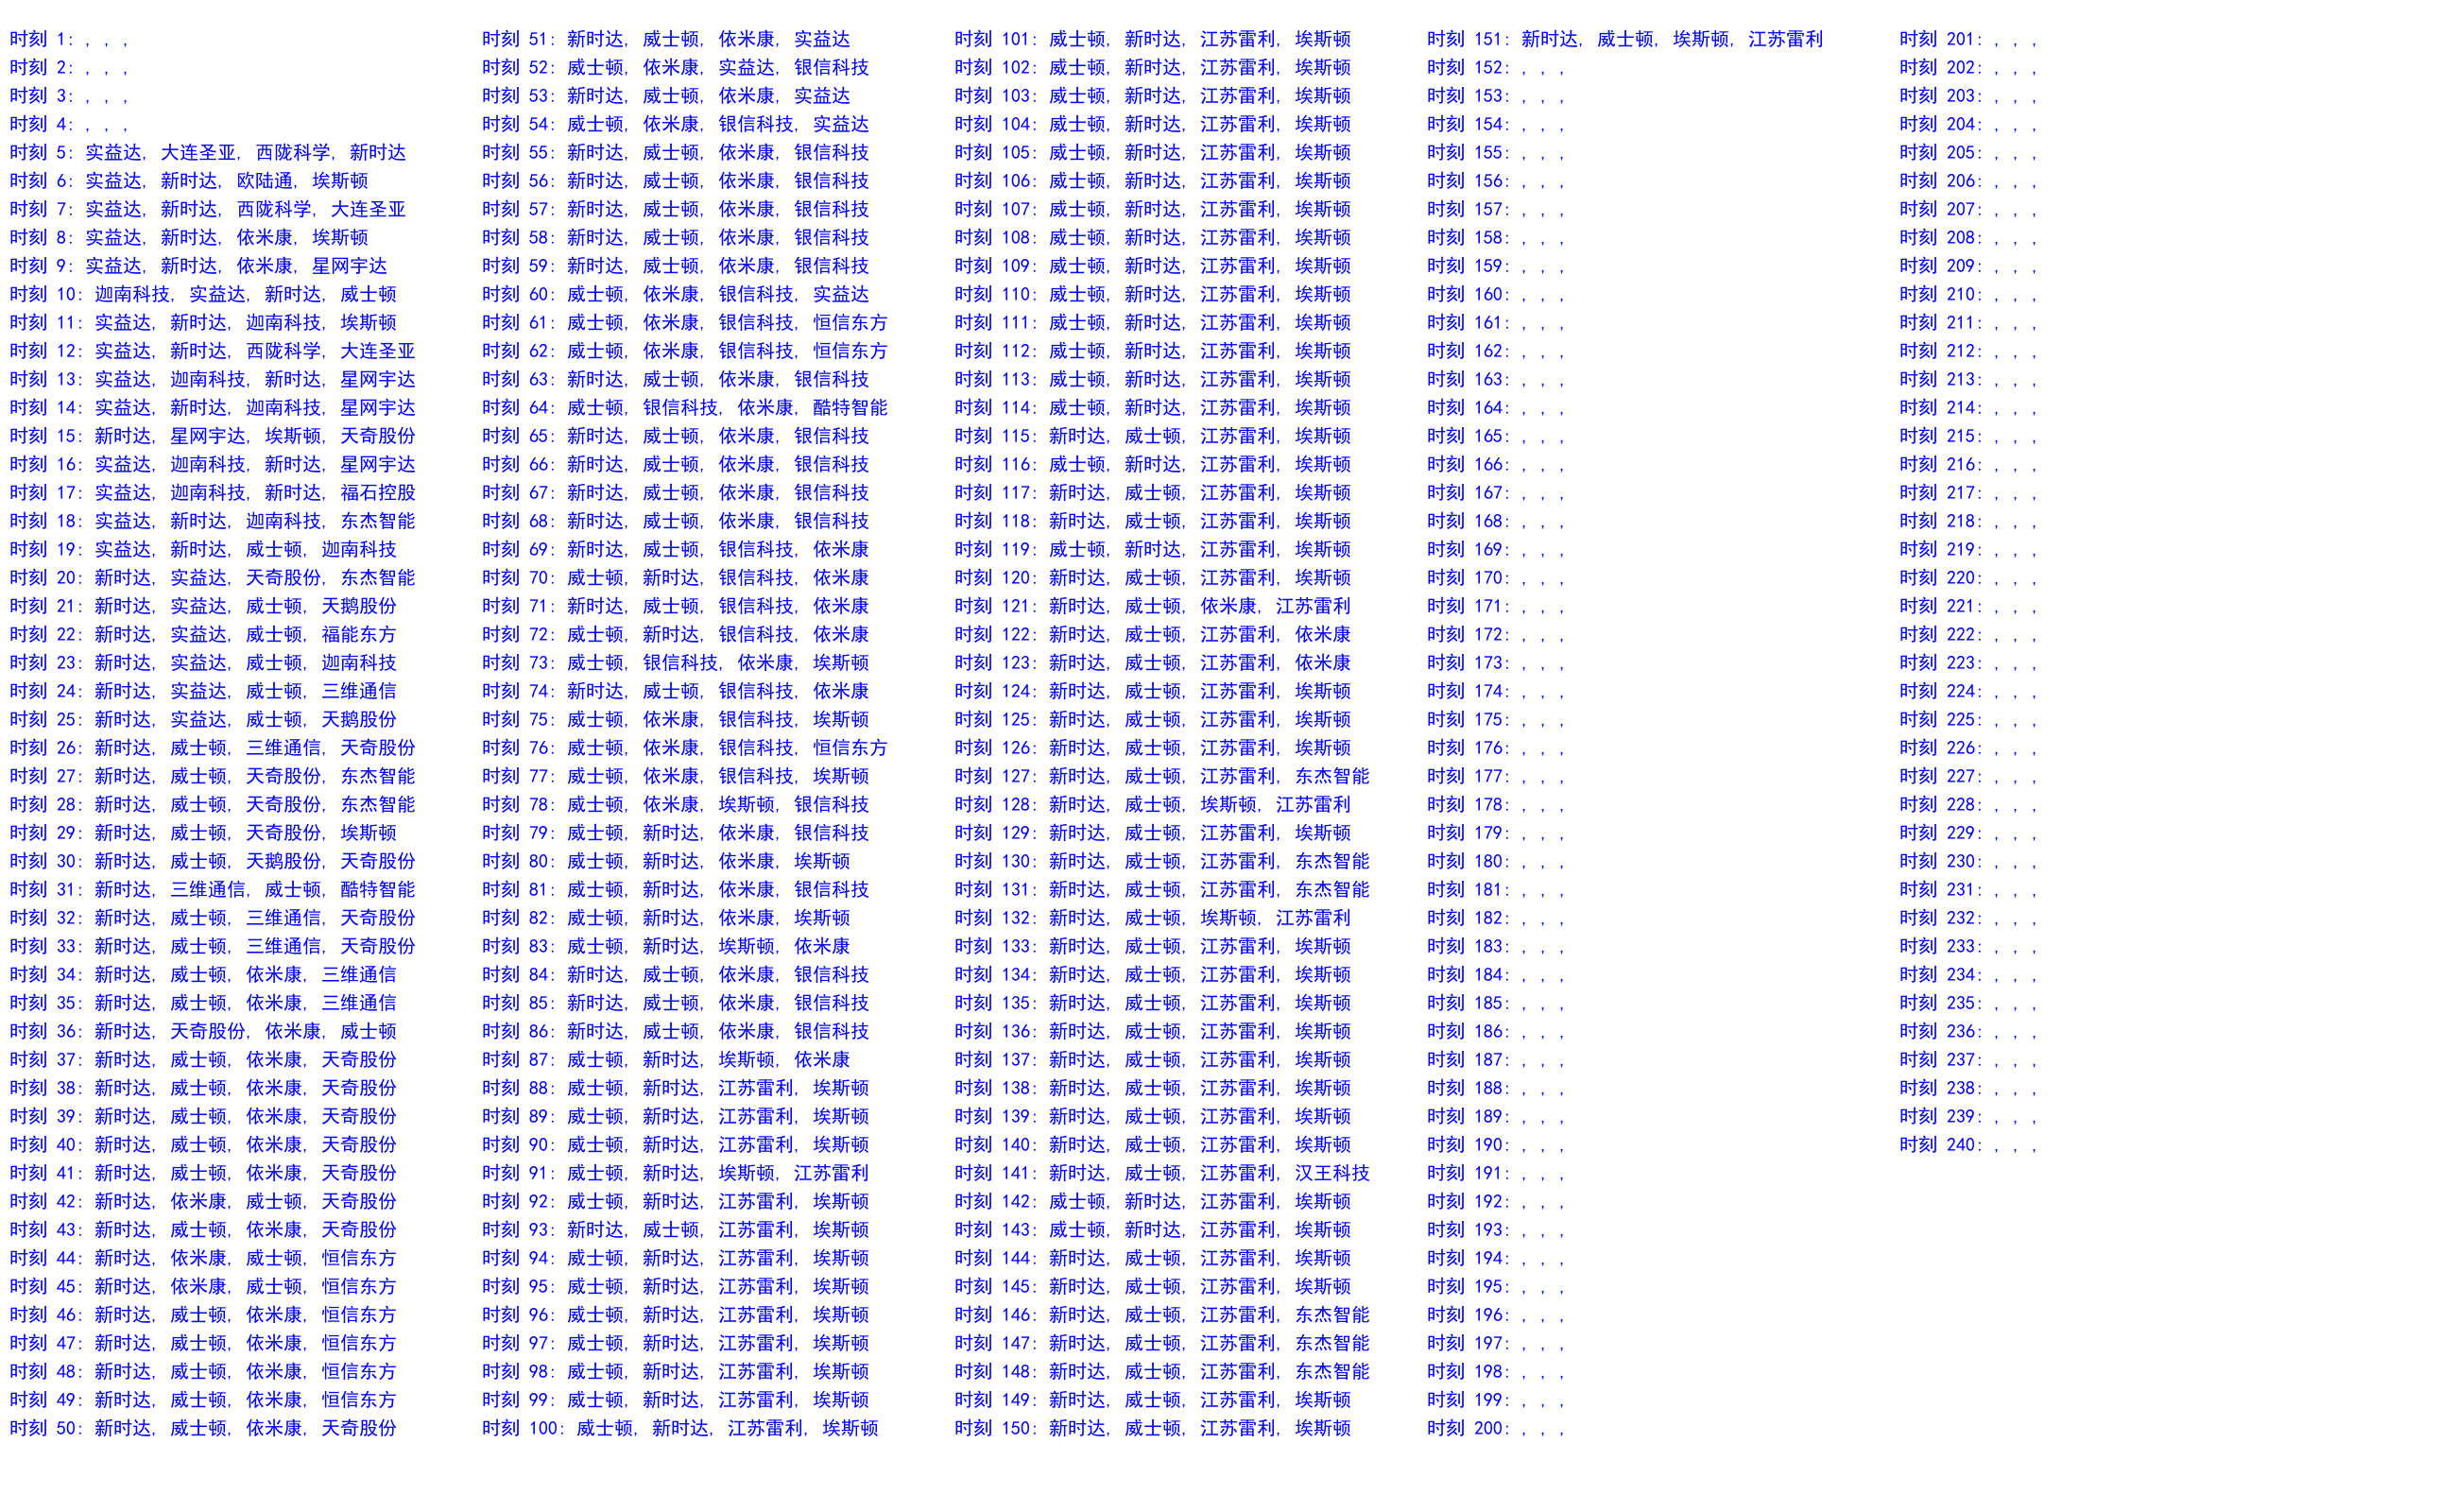 时刻 1: , , ,
时刻 2: , , ,
时刻 3: , , ,
时刻 4: , , ,
时刻 5: 实益达, 大连圣亚, 西陇科学, 新时达
时刻 6: 实益达, 新时达, 欧陆通, 埃斯顿
时刻 7: 实益达, 新时达, 西陇科学, 大连圣亚
时刻 8: 实益达, 新时达, 依米康, 埃斯顿
时刻 9: 实益达, 新时达, 依米康, 星网宇达
时刻 10: 迦南科技, 实益达, 新时达, 威士顿
时刻 11: 实益达, 新时达, 迦南科技, 埃斯顿
时刻 12: 实益达, 新时达, 西陇科学, 大连圣亚
时刻 13: 实益达, 迦南科技, 新时达, 星网宇达
时刻 14: 实益达, 新时达, 迦南科技, 星网宇达
时刻 15: 新时达, 星网宇达, 埃斯顿, 天奇股份
时刻 16: 实益达, 迦南科技, 新时达, 星网宇达
时刻 17: 实益达, 迦南科技, 新时达, 福石控股
时刻 18: 实益达, 新时达, 迦南科技, 东杰智能
时刻 19: 实益达, 新时达, 威士顿, 迦南科技
时刻 20: 新时达, 实益达, 天奇股份, 东杰智能
时刻 21: 新时达, 实益达, 威士顿, 天鹅股份
时刻 22: 新时达, 实益达, 威士顿, 福能东方
时刻 23: 新时达, 实益达, 威士顿, 迦南科技
时刻 24: 新时达, 实益达, 威士顿, 三维通信
时刻 25: 新时达, 实益达, 威士顿, 天鹅股份
时刻 26: 新时达, 威士顿, 三维通信, 天奇股份
时刻 27: 新时达, 威士顿, 天奇股份, 东杰智能
时刻 28: 新时达, 威士顿, 天奇股份, 东杰智能
时刻 29: 新时达, 威士顿, 天奇股份, 埃斯顿
时刻 30: 新时达, 威士顿, 天鹅股份, 天奇股份
时刻 31: 新时达, 三维通信, 威士顿, 酷特智能
时刻 32: 新时达, 威士顿, 三维通信, 天奇股份
时刻 33: 新时达, 威士顿, 三维通信, 天奇股份
时刻 34: 新时达, 威士顿, 依米康, 三维通信
时刻 35: 新时达, 威士顿, 依米康, 三维通信
时刻 36: 新时达, 天奇股份, 依米康, 威士顿
时刻 37: 新时达, 威士顿, 依米康, 天奇股份
时刻 38: 新时达, 威士顿, 依米康, 天奇股份
时刻 39: 新时达, 威士顿, 依米康, 天奇股份
时刻 40: 新时达, 威士顿, 依米康, 天奇股份
时刻 41: 新时达, 威士顿, 依米康, 天奇股份
时刻 42: 新时达, 依米康, 威士顿, 天奇股份
时刻 43: 新时达, 威士顿, 依米康, 天奇股份
时刻 44: 新时达, 依米康, 威士顿, 恒信东方
时刻 45: 新时达, 依米康, 威士顿, 恒信东方
时刻 46: 新时达, 威士顿, 依米康, 恒信东方
时刻 47: 新时达, 威士顿, 依米康, 恒信东方
时刻 48: 新时达, 威士顿, 依米康, 恒信东方
时刻 49: 新时达, 威士顿, 依米康, 恒信东方
时刻 50: 新时达, 威士顿, 依米康, 天奇股份
时刻 51: 新时达, 威士顿, 依米康, 实益达
时刻 52: 威士顿, 依米康, 实益达, 银信科技
时刻 53: 新时达, 威士顿, 依米康, 实益达
时刻 54: 威士顿, 依米康, 银信科技, 实益达
时刻 55: 新时达, 威士顿, 依米康, 银信科技
时刻 56: 新时达, 威士顿, 依米康, 银信科技
时刻 57: 新时达, 威士顿, 依米康, 银信科技
时刻 58: 新时达, 威士顿, 依米康, 银信科技
时刻 59: 新时达, 威士顿, 依米康, 银信科技
时刻 60: 威士顿, 依米康, 银信科技, 实益达
时刻 61: 威士顿, 依米康, 银信科技, 恒信东方
时刻 62: 威士顿, 依米康, 银信科技, 恒信东方
时刻 63: 新时达, 威士顿, 依米康, 银信科技
时刻 64: 威士顿, 银信科技, 依米康, 酷特智能
时刻 65: 新时达, 威士顿, 依米康, 银信科技
时刻 66: 新时达, 威士顿, 依米康, 银信科技
时刻 67: 新时达, 威士顿, 依米康, 银信科技
时刻 68: 新时达, 威士顿, 依米康, 银信科技
时刻 69: 新时达, 威士顿, 银信科技, 依米康
时刻 70: 威士顿, 新时达, 银信科技, 依米康
时刻 71: 新时达, 威士顿, 银信科技, 依米康
时刻 72: 威士顿, 新时达, 银信科技, 依米康
时刻 73: 威士顿, 银信科技, 依米康, 埃斯顿
时刻 74: 新时达, 威士顿, 银信科技, 依米康
时刻 75: 威士顿, 依米康, 银信科技, 埃斯顿
时刻 76: 威士顿, 依米康, 银信科技, 恒信东方
时刻 77: 威士顿, 依米康, 银信科技, 埃斯顿
时刻 78: 威士顿, 依米康, 埃斯顿, 银信科技
时刻 79: 威士顿, 新时达, 依米康, 银信科技
时刻 80: 威士顿, 新时达, 依米康, 埃斯顿
时刻 81: 威士顿, 新时达, 依米康, 银信科技
时刻 82: 威士顿, 新时达, 依米康, 埃斯顿
时刻 83: 威士顿, 新时达, 埃斯顿, 依米康
时刻 84: 新时达, 威士顿, 依米康, 银信科技
时刻 85: 新时达, 威士顿, 依米康, 银信科技
时刻 86: 新时达, 威士顿, 依米康, 银信科技
时刻 87: 威士顿, 新时达, 埃斯顿, 依米康
时刻 88: 威士顿, 新时达, 江苏雷利, 埃斯顿
时刻 89: 威士顿, 新时达, 江苏雷利, 埃斯顿
时刻 90: 威士顿, 新时达, 江苏雷利, 埃斯顿
时刻 91: 威士顿, 新时达, 埃斯顿, 江苏雷利
时刻 92: 威士顿, 新时达, 江苏雷利, 埃斯顿
时刻 93: 新时达, 威士顿, 江苏雷利, 埃斯顿
时刻 94: 威士顿, 新时达, 江苏雷利, 埃斯顿
时刻 95: 威士顿, 新时达, 江苏雷利, 埃斯顿
时刻 96: 威士顿, 新时达, 江苏雷利, 埃斯顿
时刻 97: 威士顿, 新时达, 江苏雷利, 埃斯顿
时刻 98: 威士顿, 新时达, 江苏雷利, 埃斯顿
时刻 99: 威士顿, 新时达, 江苏雷利, 埃斯顿
时刻 100: 威士顿, 新时达, 江苏雷利, 埃斯顿
时刻 101: 威士顿, 新时达, 江苏雷利, 埃斯顿
时刻 102: 威士顿, 新时达, 江苏雷利, 埃斯顿
时刻 103: 威士顿, 新时达, 江苏雷利, 埃斯顿
时刻 104: 威士顿, 新时达, 江苏雷利, 埃斯顿
时刻 105: 威士顿, 新时达, 江苏雷利, 埃斯顿
时刻 106: 威士顿, 新时达, 江苏雷利, 埃斯顿
时刻 107: 威士顿, 新时达, 江苏雷利, 埃斯顿
时刻 108: 威士顿, 新时达, 江苏雷利, 埃斯顿
时刻 109: 威士顿, 新时达, 江苏雷利, 埃斯顿
时刻 110: 威士顿, 新时达, 江苏雷利, 埃斯顿
时刻 111: 威士顿, 新时达, 江苏雷利, 埃斯顿
时刻 112: 威士顿, 新时达, 江苏雷利, 埃斯顿
时刻 113: 威士顿, 新时达, 江苏雷利, 埃斯顿
时刻 114: 威士顿, 新时达, 江苏雷利, 埃斯顿
时刻 115: 新时达, 威士顿, 江苏雷利, 埃斯顿
时刻 116: 威士顿, 新时达, 江苏雷利, 埃斯顿
时刻 117: 新时达, 威士顿, 江苏雷利, 埃斯顿
时刻 118: 新时达, 威士顿, 江苏雷利, 埃斯顿
时刻 119: 威士顿, 新时达, 江苏雷利, 埃斯顿
时刻 120: 新时达, 威士顿, 江苏雷利, 埃斯顿
时刻 121: 新时达, 威士顿, 依米康, 江苏雷利
时刻 122: 新时达, 威士顿, 江苏雷利, 依米康
时刻 123: 新时达, 威士顿, 江苏雷利, 依米康
时刻 124: 新时达, 威士顿, 江苏雷利, 埃斯顿
时刻 125: 新时达, 威士顿, 江苏雷利, 埃斯顿
时刻 126: 新时达, 威士顿, 江苏雷利, 埃斯顿
时刻 127: 新时达, 威士顿, 江苏雷利, 东杰智能
时刻 128: 新时达, 威士顿, 埃斯顿, 江苏雷利
时刻 129: 新时达, 威士顿, 江苏雷利, 埃斯顿
时刻 130: 新时达, 威士顿, 江苏雷利, 东杰智能
时刻 131: 新时达, 威士顿, 江苏雷利, 东杰智能
时刻 132: 新时达, 威士顿, 埃斯顿, 江苏雷利
时刻 133: 新时达, 威士顿, 江苏雷利, 埃斯顿
时刻 134: 新时达, 威士顿, 江苏雷利, 埃斯顿
时刻 135: 新时达, 威士顿, 江苏雷利, 埃斯顿
时刻 136: 新时达, 威士顿, 江苏雷利, 埃斯顿
时刻 137: 新时达, 威士顿, 江苏雷利, 埃斯顿
时刻 138: 新时达, 威士顿, 江苏雷利, 埃斯顿
时刻 139: 新时达, 威士顿, 江苏雷利, 埃斯顿
时刻 140: 新时达, 威士顿, 江苏雷利, 埃斯顿
时刻 141: 新时达, 威士顿, 江苏雷利, 汉王科技
时刻 142: 威士顿, 新时达, 江苏雷利, 埃斯顿
时刻 143: 威士顿, 新时达, 江苏雷利, 埃斯顿
时刻 144: 新时达, 威士顿, 江苏雷利, 埃斯顿
时刻 145: 新时达, 威士顿, 江苏雷利, 埃斯顿
时刻 146: 新时达, 威士顿, 江苏雷利, 东杰智能
时刻 147: 新时达, 威士顿, 江苏雷利, 东杰智能
时刻 148: 新时达, 威士顿, 江苏雷利, 东杰智能
时刻 149: 新时达, 威士顿, 江苏雷利, 埃斯顿
时刻 150: 新时达, 威士顿, 江苏雷利, 埃斯顿
时刻 151: 新时达, 威士顿, 埃斯顿, 江苏雷利
时刻 152: , , ,
时刻 153: , , ,
时刻 154: , , ,
时刻 155: , , ,
时刻 156: , , ,
时刻 157: , , ,
时刻 158: , , ,
时刻 159: , , ,
时刻 160: , , ,
时刻 161: , , ,
时刻 162: , , ,
时刻 163: , , ,
时刻 164: , , ,
时刻 165: , , ,
时刻 166: , , ,
时刻 167: , , ,
时刻 168: , , ,
时刻 169: , , ,
时刻 170: , , ,
时刻 171: , , ,
时刻 172: , , ,
时刻 173: , , ,
时刻 174: , , ,
时刻 175: , , ,
时刻 176: , , ,
时刻 177: , , ,
时刻 178: , , ,
时刻 179: , , ,
时刻 180: , , ,
时刻 181: , , ,
时刻 182: , , ,
时刻 183: , , ,
时刻 184: , , ,
时刻 185: , , ,
时刻 186: , , ,
时刻 187: , , ,
时刻 188: , , ,
时刻 189: , , ,
时刻 190: , , ,
时刻 191: , , ,
时刻 192: , , ,
时刻 193: , , ,
时刻 194: , , ,
时刻 195: , , ,
时刻 196: , , ,
时刻 197: , , ,
时刻 198: , , ,
时刻 199: , , ,
时刻 200: , , ,
时刻 201: , , ,
时刻 202: , , ,
时刻 203: , , ,
时刻 204: , , ,
时刻 205: , , ,
时刻 206: , , ,
时刻 207: , , ,
时刻 208: , , ,
时刻 209: , , ,
时刻 210: , , ,
时刻 211: , , ,
时刻 212: , , ,
时刻 213: , , ,
时刻 214: , , ,
时刻 215: , , ,
时刻 216: , , ,
时刻 217: , , ,
时刻 218: , , ,
时刻 219: , , ,
时刻 220: , , ,
时刻 221: , , ,
时刻 222: , , ,
时刻 223: , , ,
时刻 224: , , ,
时刻 225: , , ,
时刻 226: , , ,
时刻 227: , , ,
时刻 228: , , ,
时刻 229: , , ,
时刻 230: , , ,
时刻 231: , , ,
时刻 232: , , ,
时刻 233: , , ,
时刻 234: , , ,
时刻 235: , , ,
时刻 236: , , ,
时刻 237: , , ,
时刻 238: , , ,
时刻 239: , , ,
时刻 240: , , ,